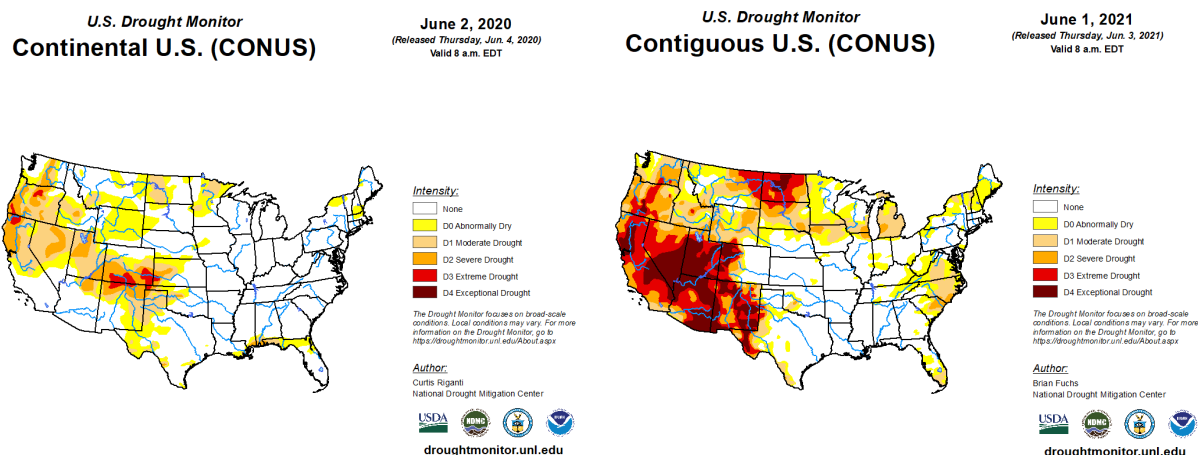 U.S. Drought Monitor
Continental U.S. (CONUS)
June 2, 2020
(Released Thursday, Jun. 4, 2020)
Valid 8 a.m. EDT
Intensity:
None
D0 Abnormally Dry
D1 Moderate Drought
D2 Severe Drought
D3 Extreme Drought
D4 Exceptional Drought
The Drought Monitor focuses on broad-scale
conditions. Local conditions may vary. For more
information on the Drought Monitor, go to
https://droughtmonitor.unl.edu/About.aspx
Author:
Curtis Riganti
National Drought Mitigation Center
USDA
NDMC
droughtmonitor.unl.edu
U.S. Drought Monitor
Contiguous U.S. (CONUS)
June 1, 2021
(Released Thursday, Jun. 3, 2021)
Valid 8 a.m. EDT
Intensity:
None
D0 Abnormally Dry
D1 Moderate Drought
D2 Severe Drought
D3 Extreme Drought
D4 Exceptional Drought
The Drought Monitor focuses on broad-scale
conditions. Local conditions may vary. For more
information on the Drought Monitor, go to
https://droughtmonitor.unl.edu/About.aspx
Author:
Brian Fuchs
National Drought Mitigation Center
USDA
NDMC
droughtmonitor.unl.edu